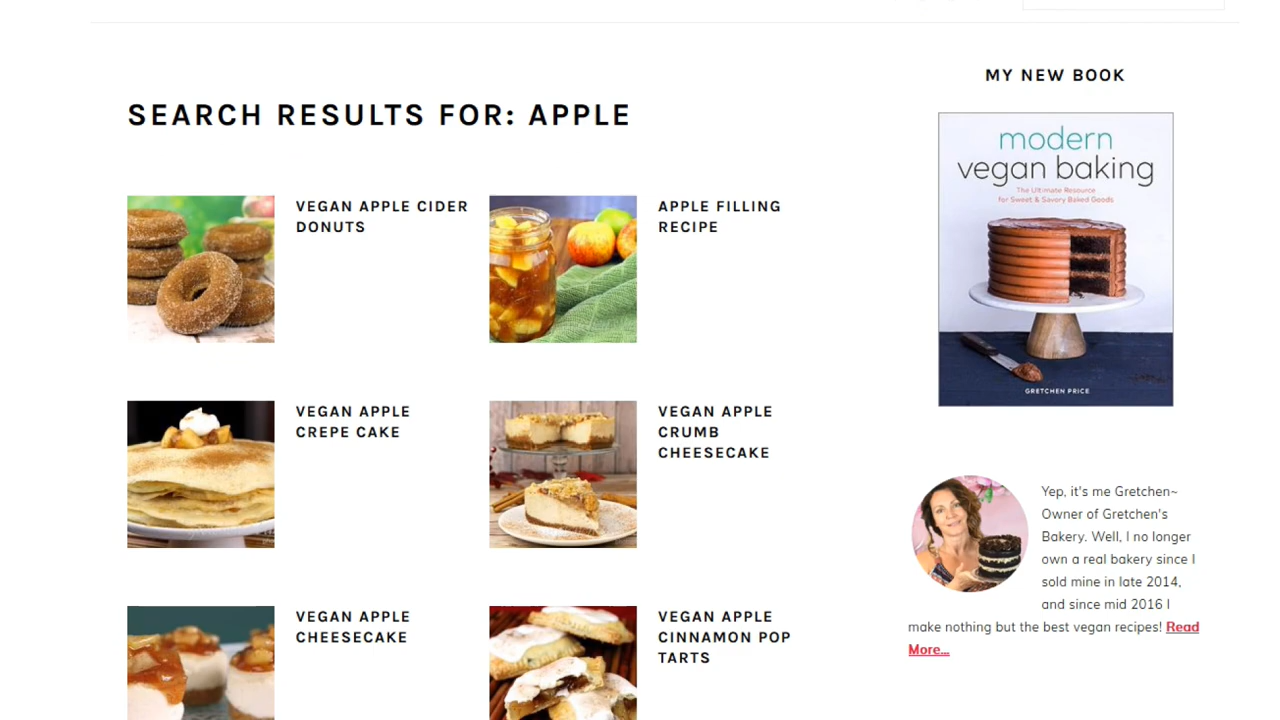 MY NEW BOOK
SEARCH RESULTS FOR: APPLE
modern
vegan baking
The Ultimate Resource
for Sweet & Savory Baked Goods
GRETCHEN PRICE
VEGAN APPLE CIDER
DONUTS
APPLE FILLING
RECIPE
VEGAN APPLE
CREPE CAKE
VEGAN APPLE
CRUMB
CHEESECAKE
VEGAN APPLE
CHEESECAKE
VEGAN APPLE
CINNAMON POP
TARTS
Yep, it's me Gretchen~
Owner of Gretchen's
Bakery. Well, I no longer
own a real bakery since I
sold mine in late 2014,
and since mid 2016 I
make nothing but the best vegan recipes! Read
More...